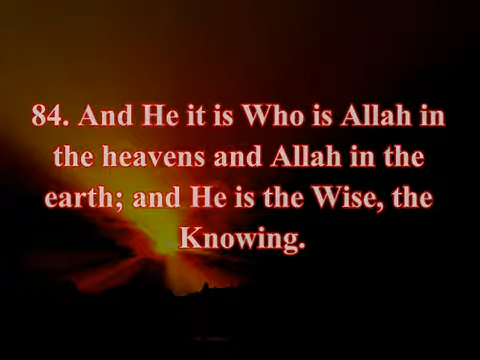 84. And He it is Who is Allah in
the heavens and Allah in the
earth; and He is the Wise, the
Knowing.